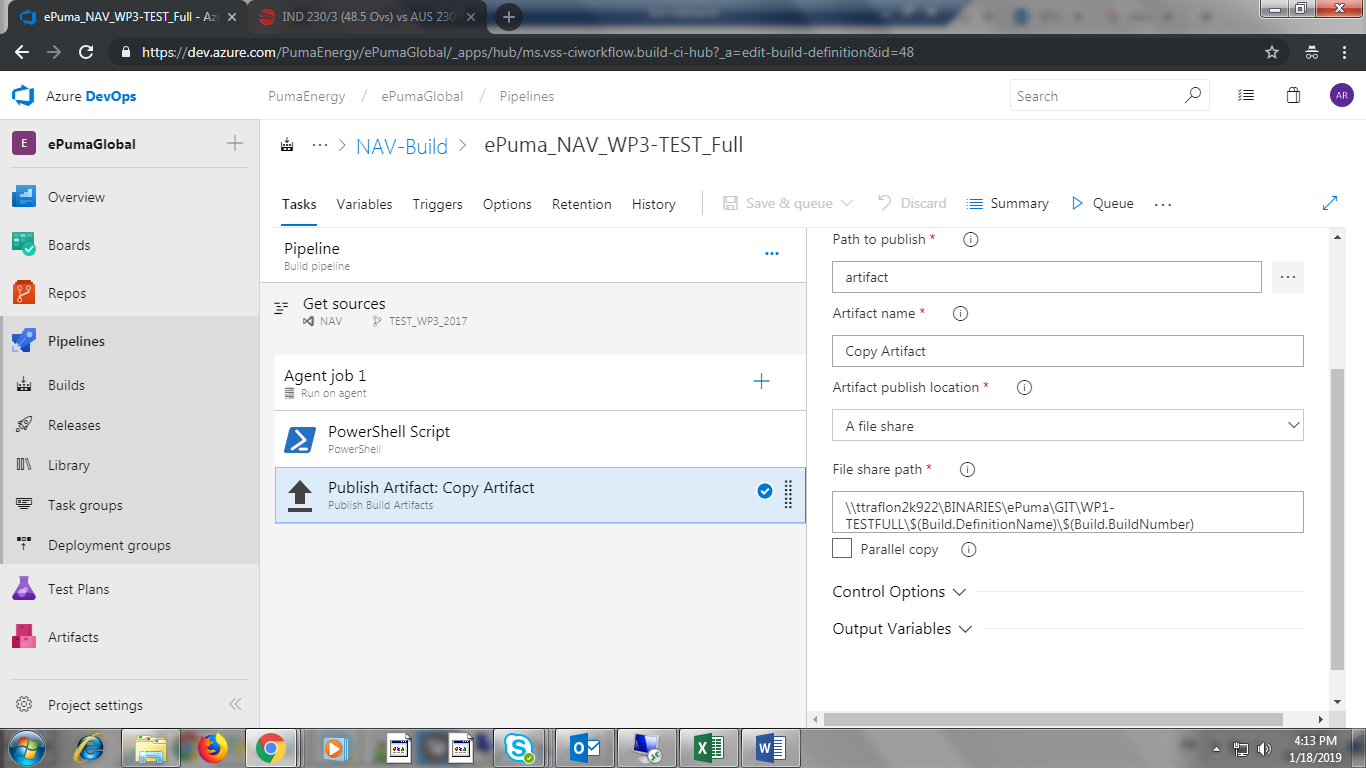 ePuma_NAV_WP3-TEST_Full - Azu
IND 230/3 (48.5 Ovs) vs AUS 230
https://dev.azure.com/PumaEnergy/ePumaGlobal/_apps/hub/ms.vss-ciworkflow.build-ci-hub?_a=edit-build-definition&id=48
Azure DevOps
PumaEnergy / ePumaGlobal / Pipelines
Search
AR
E ePumaGlobal
··· > NAV-Build > ePuma_NAV_WP3-TEST_Full
Overview
Boards
Repos
Pipelines
Builds
Releases
Library
Task groups
Deployment groups
Test Plans
Artifacts
Project settings
Tasks Variables Triggers Options Retention History Save & queue Discard Summary Queue ···
Pipeline
Build pipeline
Get sources
NAV TEST_WP3_2017
Agent job 1
Run on agent
PowerShell Script
PowerShell
Publish Artifact: Copy Artifact
Publish Build Artifacts
Path to publish *
artifact
Artifact name *
Copy Artifact
Artifact publish location *
A file share
File share path *
\\ttraflon2k922\BINARIES\ePuma\GIT\WP1-
TESTFULL\$(Build.DefinitionName)\$(Build.BuildNumber)
Parallel copy
Control Options
Output Variables
4:13 PM
1/18/2019